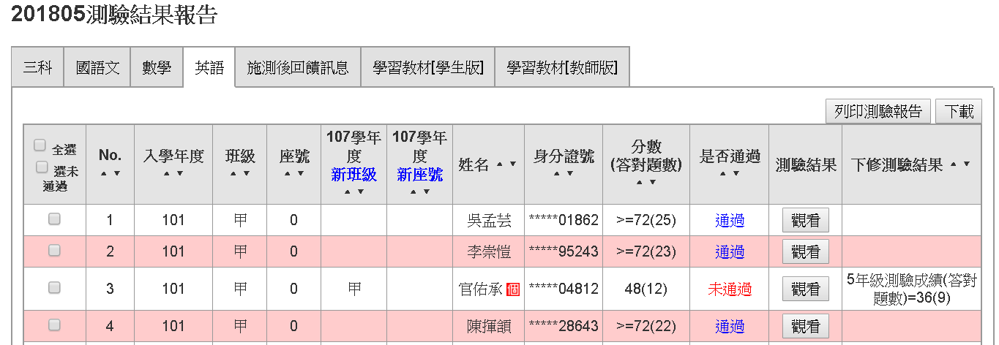 201805測驗結果報告
三科 國語文 數學 英語 施測後回饋訊息 學習教材[學生版] 學習教材[教師版]
列印測驗報告 下載
全選
選未通過
No. ▲ ▼
入學年度 ▲ ▼
班級 ▲ ▼
座號 ▲ ▼
107學年度
新班級 ▲ ▼
107學年度
新座號 ▲ ▼
姓名 ▲ ▼
身分證號 ▲ ▼
分數
(答對題數) ▲ ▼
是否通過 ▲ ▼
測驗結果
下修測驗結果 ▲ ▼
1 101 甲 0 吳孟芸 *****01862 >=72(25) 通過 觀看
2 101 甲 0 李崇愷 *****95243 >=72(23) 通過 觀看
3 101 甲 0 甲 官佑承 個 *****04812 48(12) 未通過 觀看 5年級測驗成績(答對
題數)=36(9)
4 101 甲 0 陳揮頟 *****28643 >=72(22) 通過 觀看